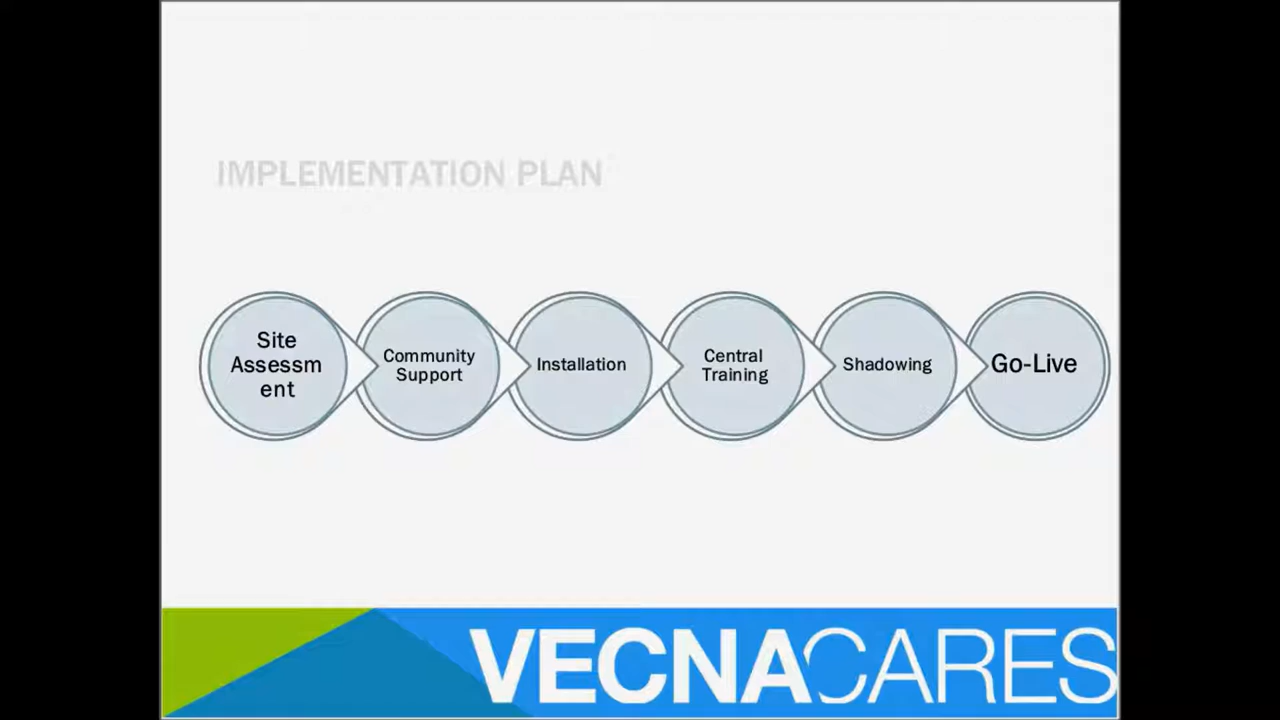 IMPLEMENTATION PLAN
Site
Assessm
ent
Community
Support
Installation
Central
Training
Shadowing
Go-Live
VECNACARES